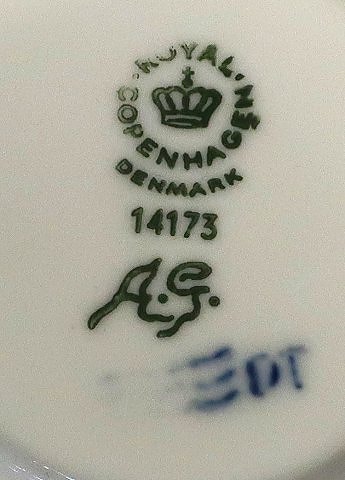 ROYAL
COPENHAGEN
DENMARK
14173
A.G.